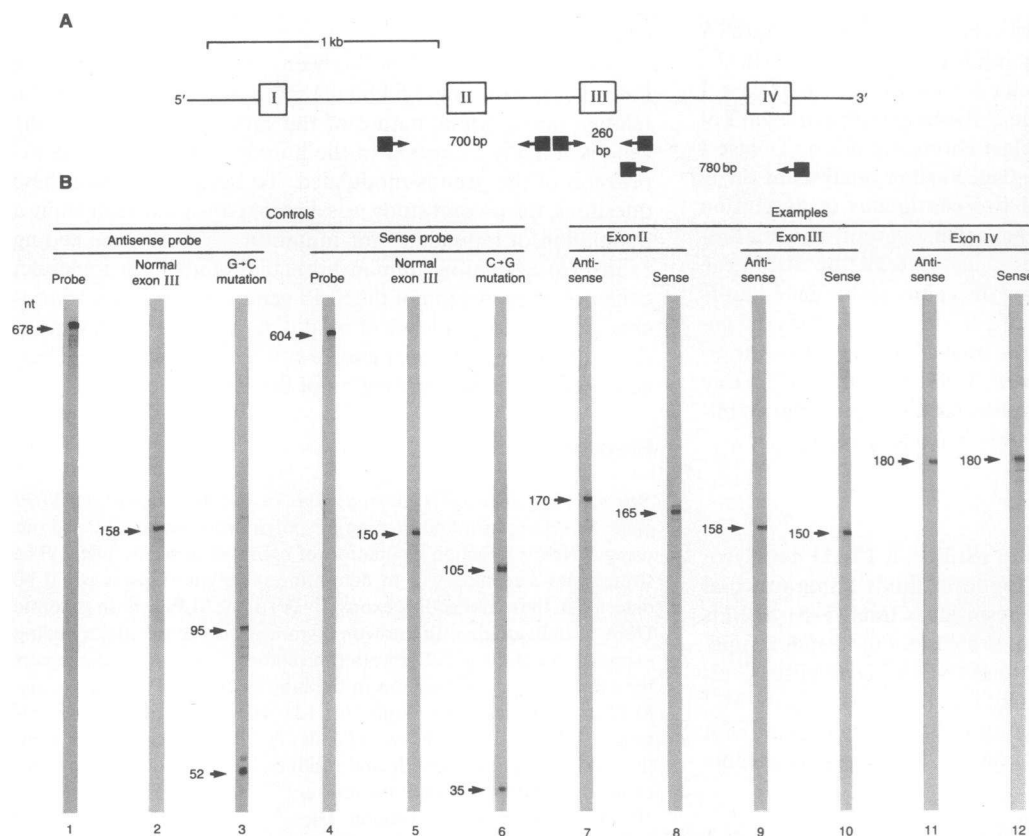 A
1 kb
5′ I II III IV 3′
700 bp
260
bp
780 bp
B
Controls
Examples
Antisense probe
Sense probe
Exon II
Exon III
Exon IV
Probe
Normal
exon III
G→C
mutation
Probe
Normal
exon III
C→G
mutation
Anti-
sense
Sense
Anti-
sense
Sense
Anti-
sense
Sense
nt
678
604
180
180
170
165
158
158
150
150
105
95
52
35
1 2 3 4 5 6 7 8 9 10 11 12